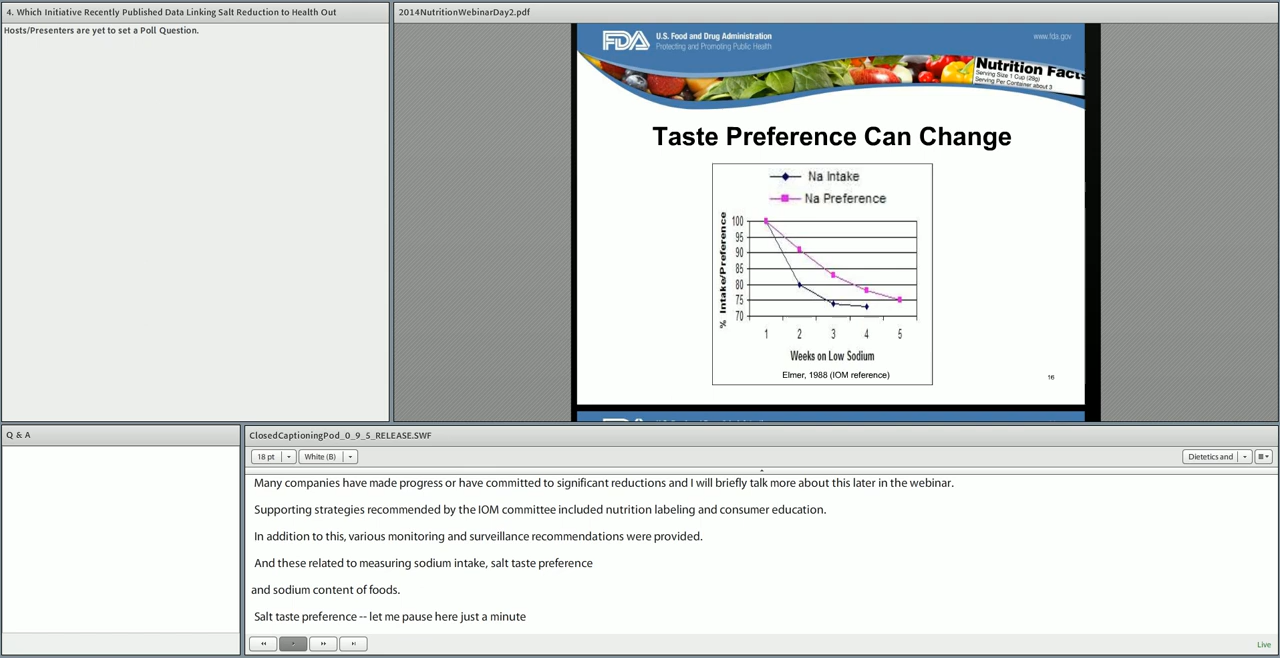 4. Which Initiative Recently Published Data Linking Salt Reduction to Health Out
Hosts/Presenters are yet to set a Poll Question.
2014NutritionWebinarDay2.pdf
FDA U.S. Food and Drug Administration
Protecting and Promoting Public Health
www.fda.gov
Nutrition Facts
Serving Size 1 Cup (28g)
Serving Per Container about 3
Taste Preference Can Change
Na Intake
Na Preference
% Intake/Preference
100
95
90
85
80
75
70
1 2 3 4 5
Weeks on Low Sodium
Elmer, 1988 (IOM reference)
16
Q & A
ClosedCaptioningPod_0_9_5_RELEASE.SWF
18 pt White (B) Dietetics and
Many companies have made progress or have committed to significant reductions and I will briefly talk more about this later in the webinar.
Supporting strategies recommended by the IOM committee included nutrition labeling and consumer education.
In addition to this, various monitoring and surveillance recommendations were provided.
And these related to measuring sodium intake, salt taste preference
and sodium content of foods.
Salt taste preference -- let me pause here just a minute
Live